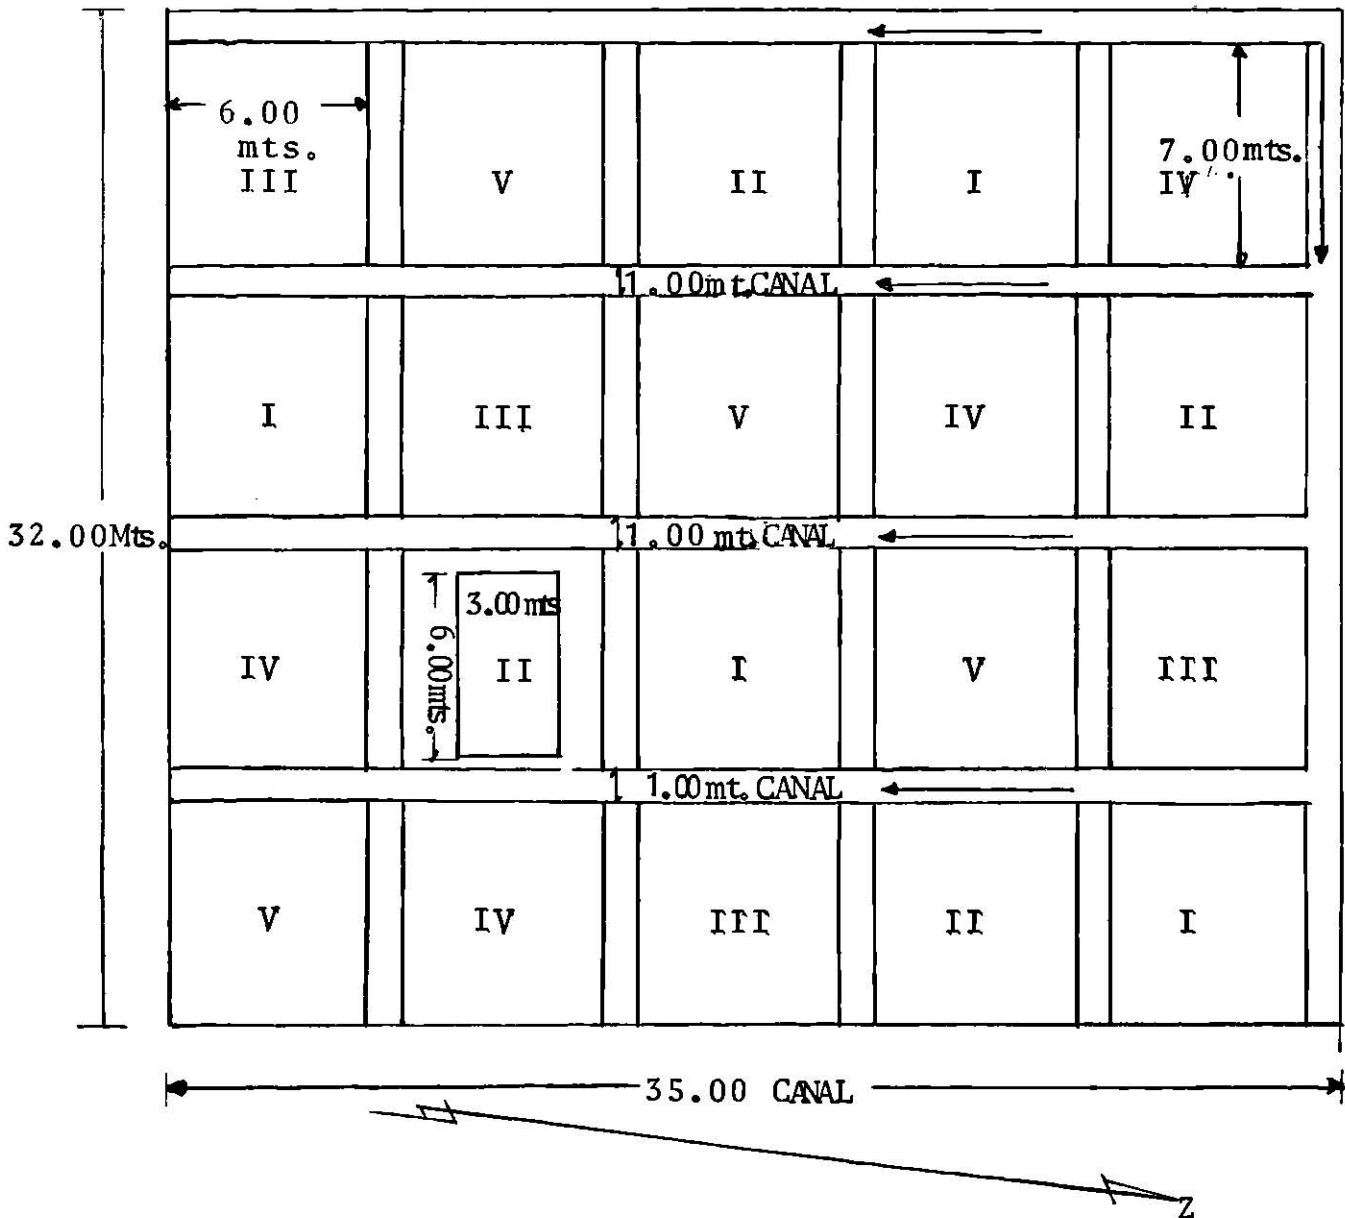 6.00
mts.
III
V
II
I
7.00mts.
IV
1.00mt.CANAL
I
III
V
IV
II
32.00Mts.
1.00 mt.CANAL
3.00mts
6.00mts.
IV
II
I
V
III
1.00mt.CANAL
V
IV
III
II
I
35.00 CANAL
Z